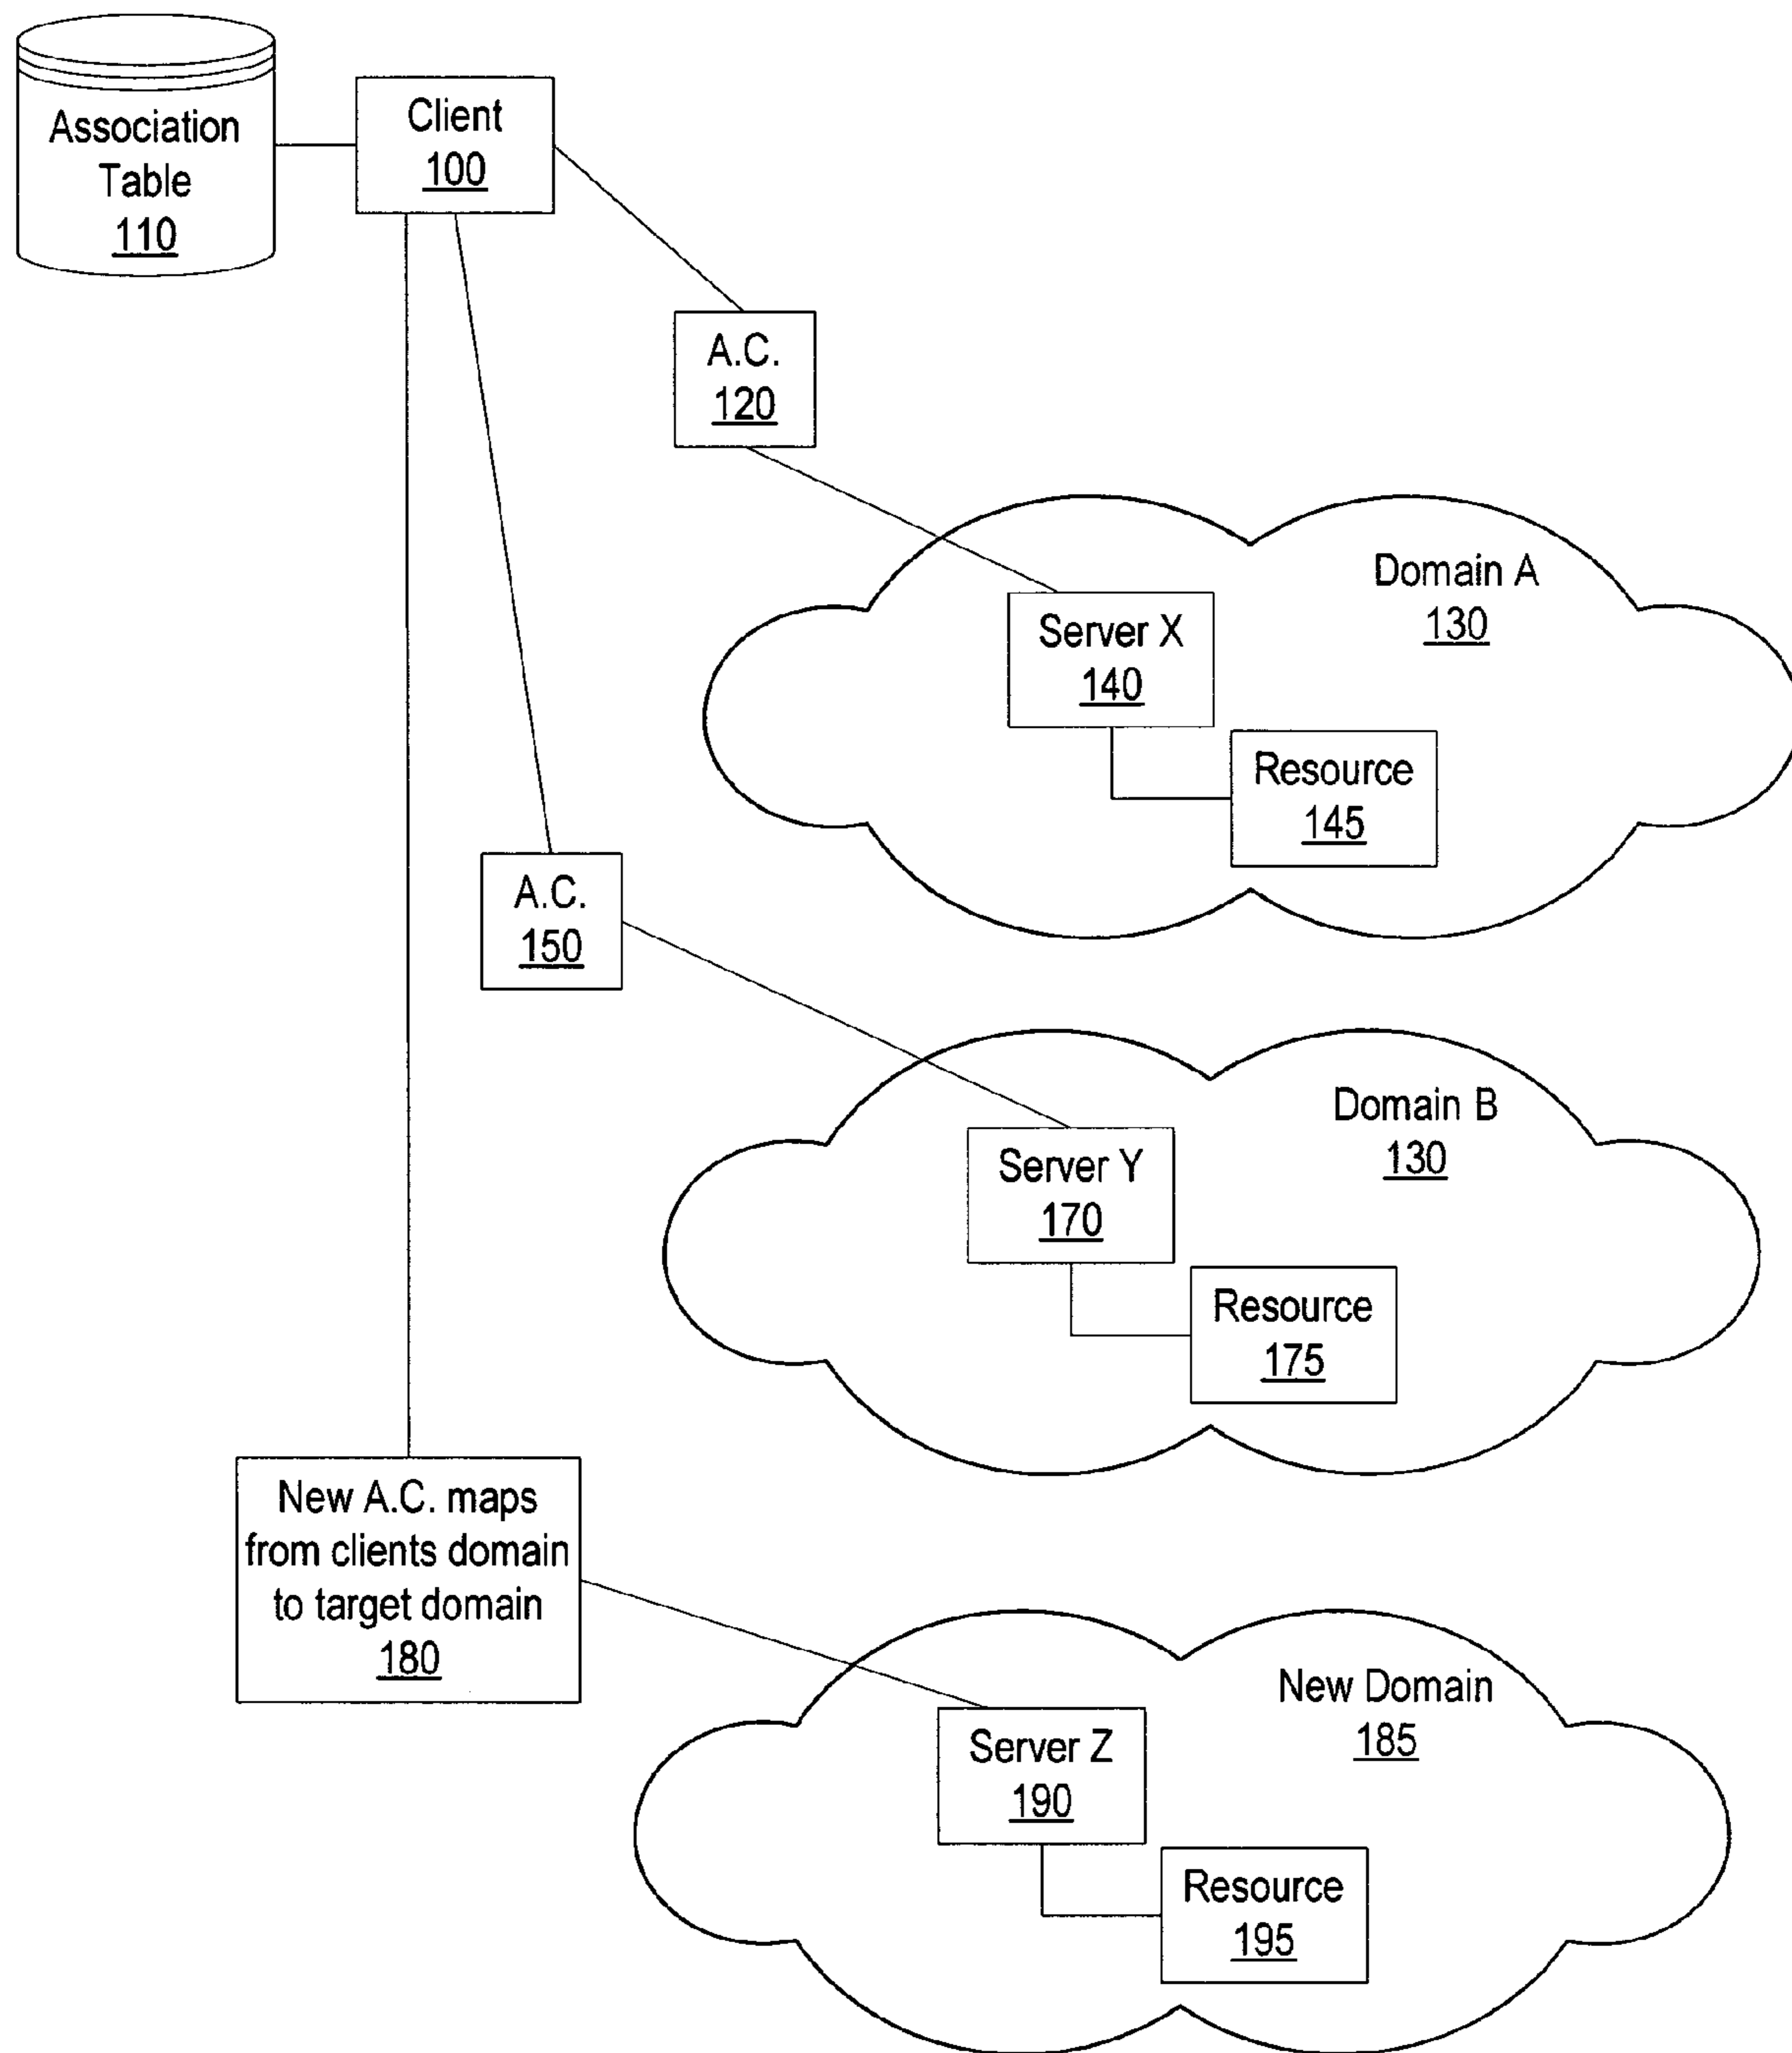 Association
Table
110
Client
100
A.C.
120
Domain A
130
Server X
140
Resource
145
A.C.
150
Domain B
130
Server Y
170
Resource
175
New A.C. maps
from clients domain
to target domain
180
New Domain
185
Server Z
190
Resource
195